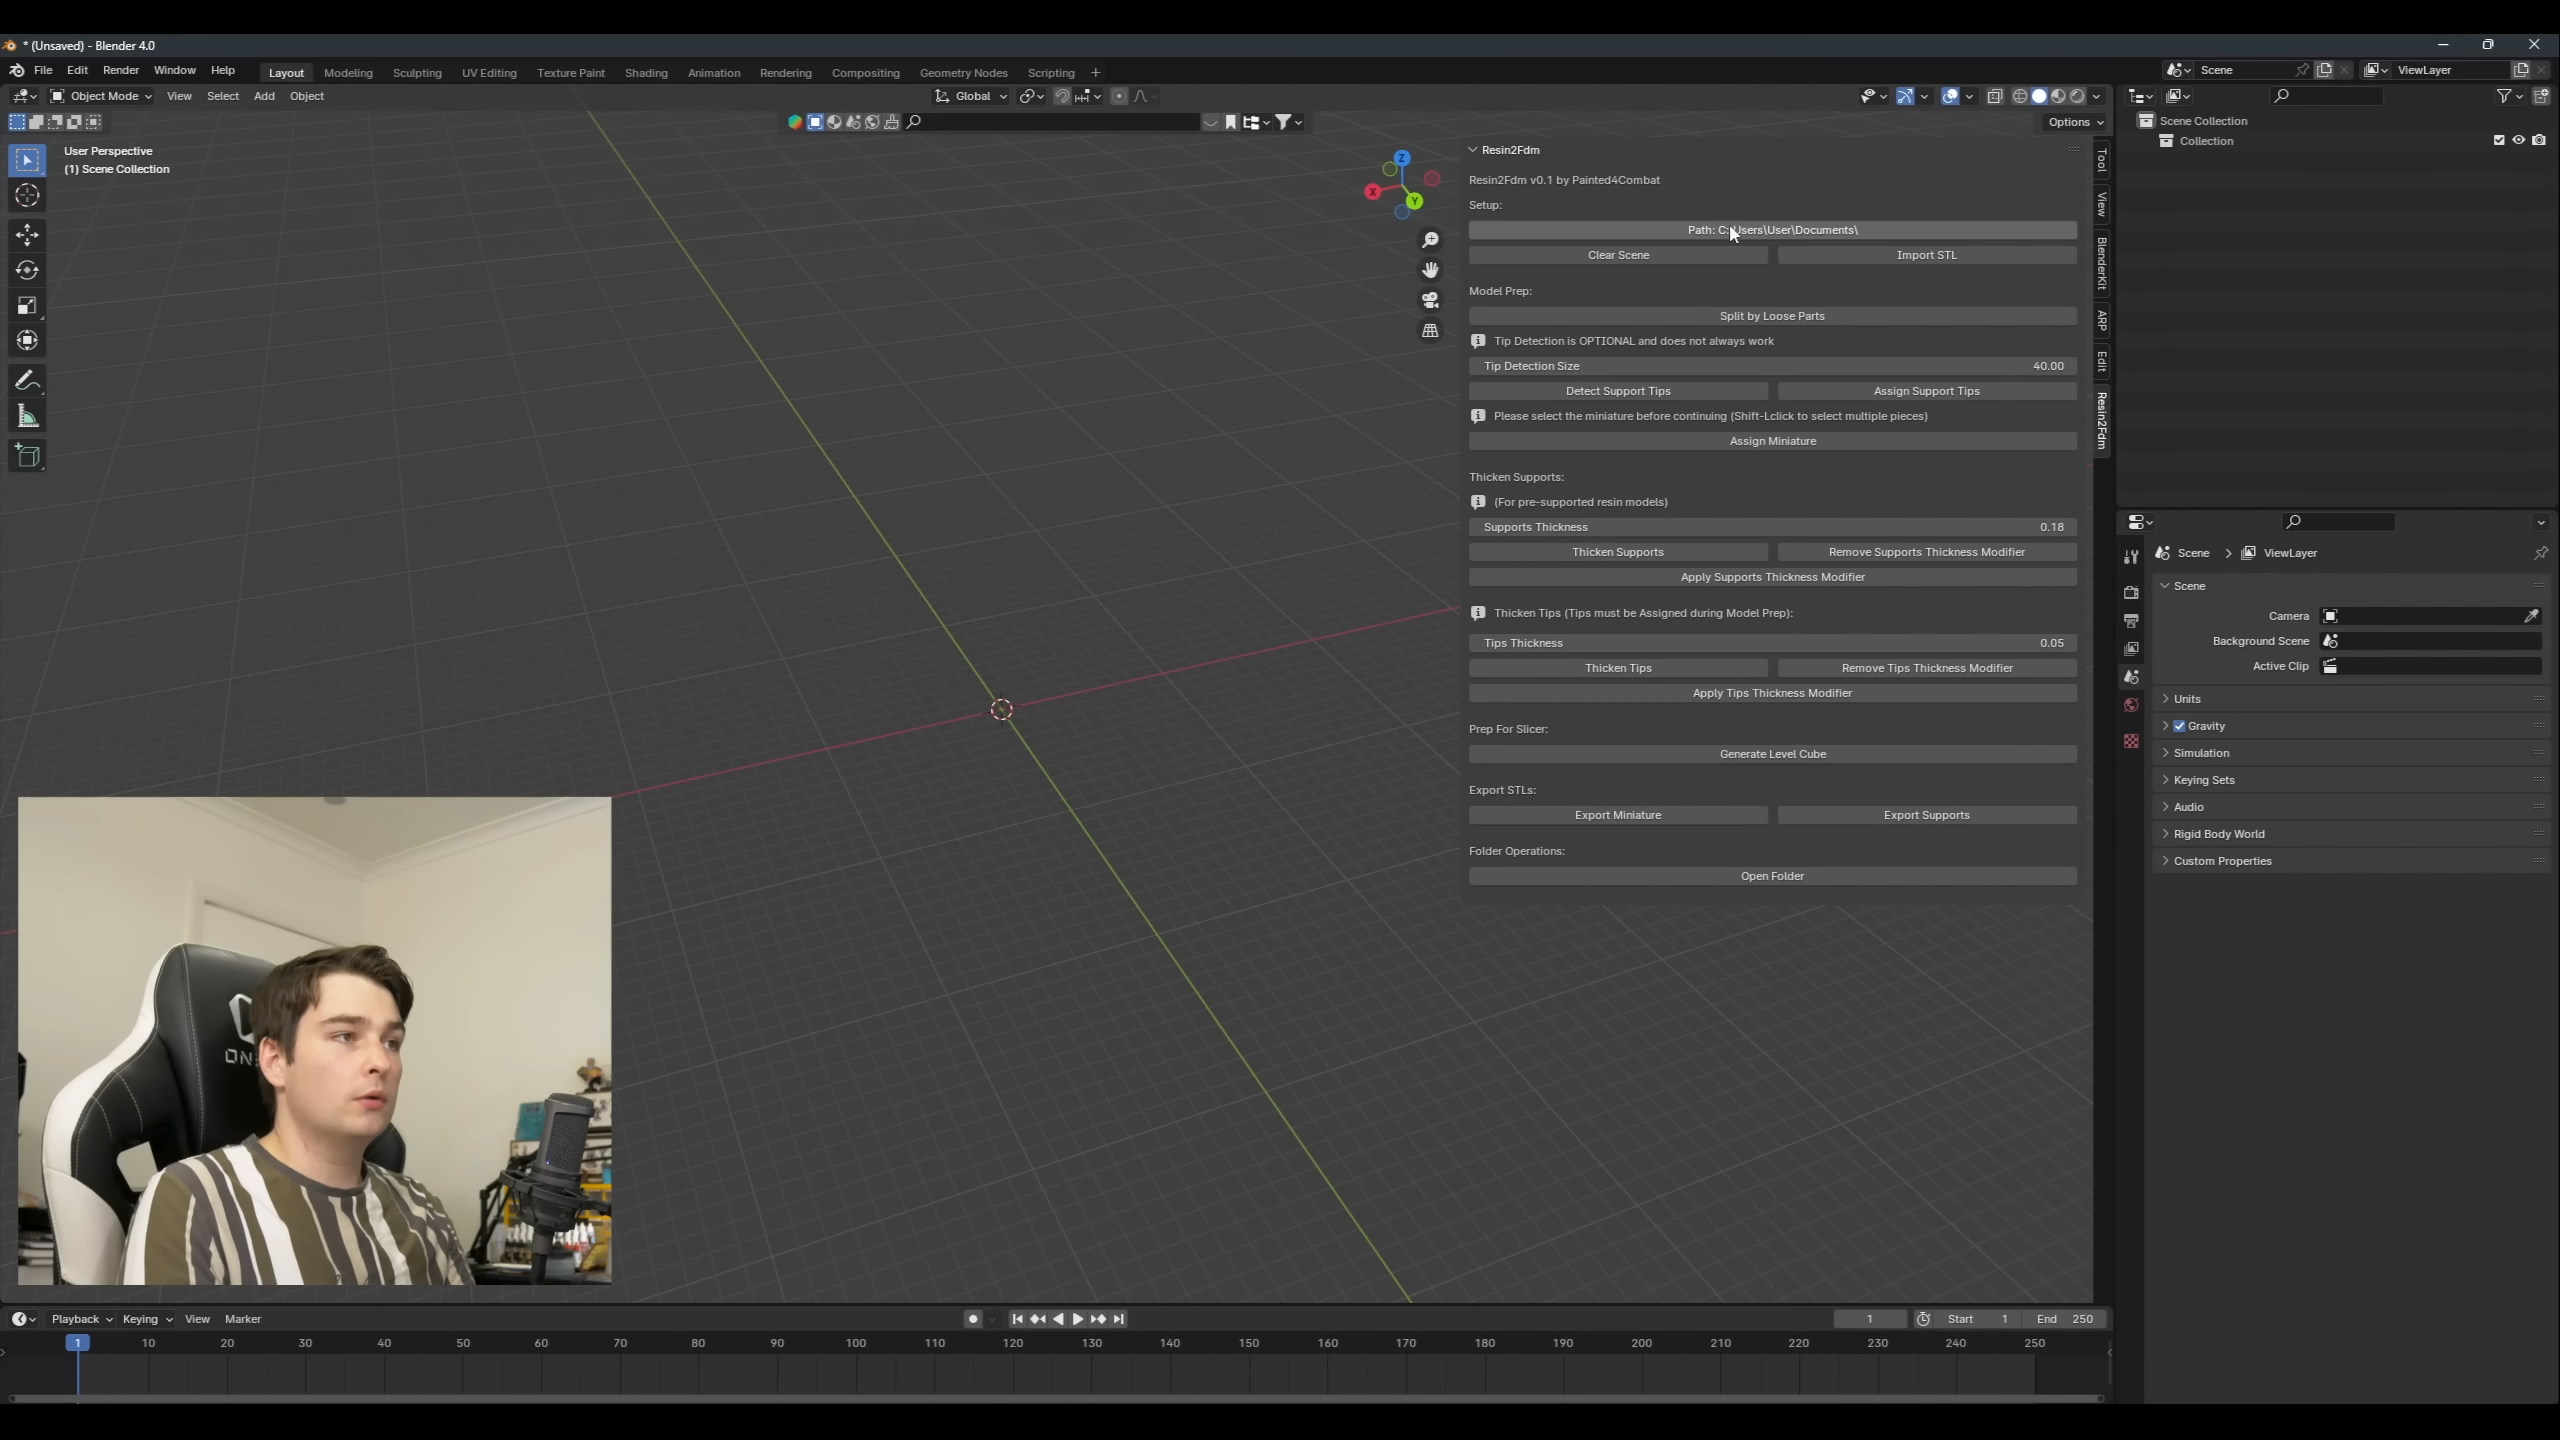 * (Unsaved) - Blender 4.0
File Edit Render Window Help Layout Modeling Sculpting UV Editing Texture Paint Shading Animation Rendering Compositing Geometry Nodes Scripting + Scene ViewLayer
Object Mode View Select Add Object Global
Options
User Perspective
(1) Scene Collection
Z
X
Y
Resin2Fdm
Resin2Fdm v0.1 by Painted4Combat
Setup:
Path: C:\Users\User\Documents\
Clear Scene Import STL
Model Prep:
Split by Loose Parts
Tip Detection is OPTIONAL and does not always work
Tip Detection Size 40.00
Detect Support Tips Assign Support Tips
Please select the miniature before continuing (Shift-Lclick to select multiple pieces)
Assign Miniature
Thicken Supports:
(For pre-supported resin models)
Supports Thickness 0.18
Thicken Supports Remove Supports Thickness Modifier
Apply Supports Thickness Modifier
Thicken Tips (Tips must be Assigned during Model Prep):
Tips Thickness 0.05
Thicken Tips Remove Tips Thickness Modifier
Apply Tips Thickness Modifier
Prep For Slicer:
Generate Level Cube
Export STLs:
Export Miniature Export Supports
Folder Operations:
Open Folder
Tool
View
BlenderKit
ARP
Edit
Resin2Fdm
Scene Collection
Collection
Scene > ViewLayer
Scene
Camera
Background Scene
Active Clip
Units
Gravity
Simulation
Keying Sets
Audio
Rigid Body World
Custom Properties
ON
Playback Keying View Marker 1 Start 1 End 250
1 10 20 30 40 50 60 70 80 90 100 110 120 130 140 150 160 170 180 190 200 210 220 230 240 250